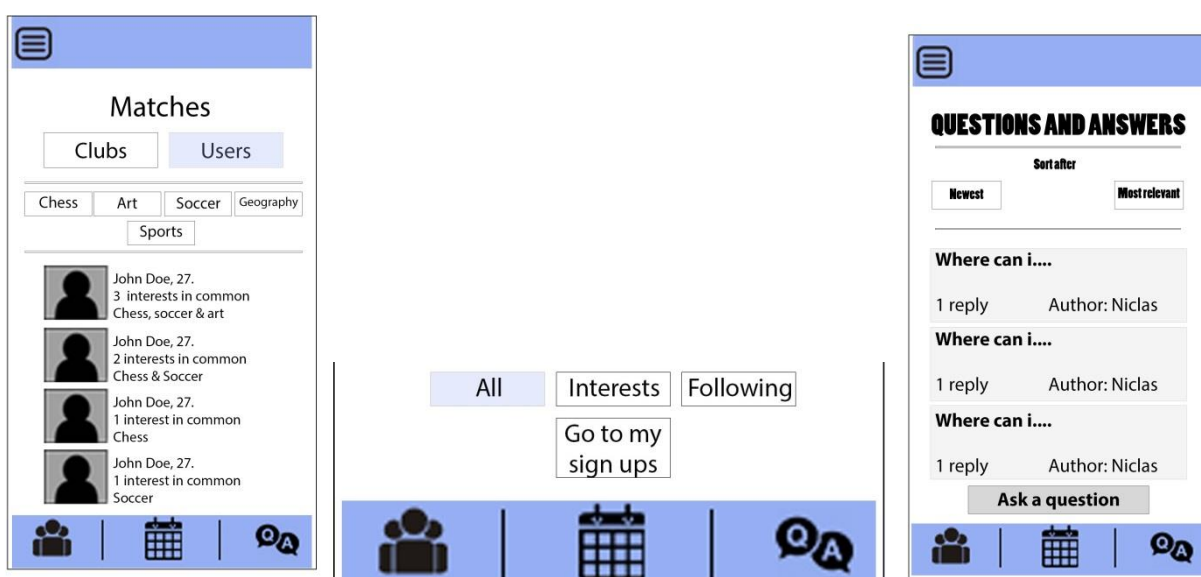 Matches
Clubs Users
Chess Art Soccer Geography
Sports
John Doe, 27.
3 interests in common
Chess, soccer & art
John Doe, 27.
2 interests in common
Chess & Soccer
John Doe, 27.
1 interest in common
Chess
John Doe, 27.
1 interest in common
Soccer
All Interests Following
Go to my
sign ups
Q A
QUESTIONS AND ANSWERS
Sort after
Newest Most relevant
Where can i....
1 reply Author: Niclas
Where can i....
1 reply Author: Niclas
Where can i....
1 reply Author: Niclas
Ask a question
Q A
Q A